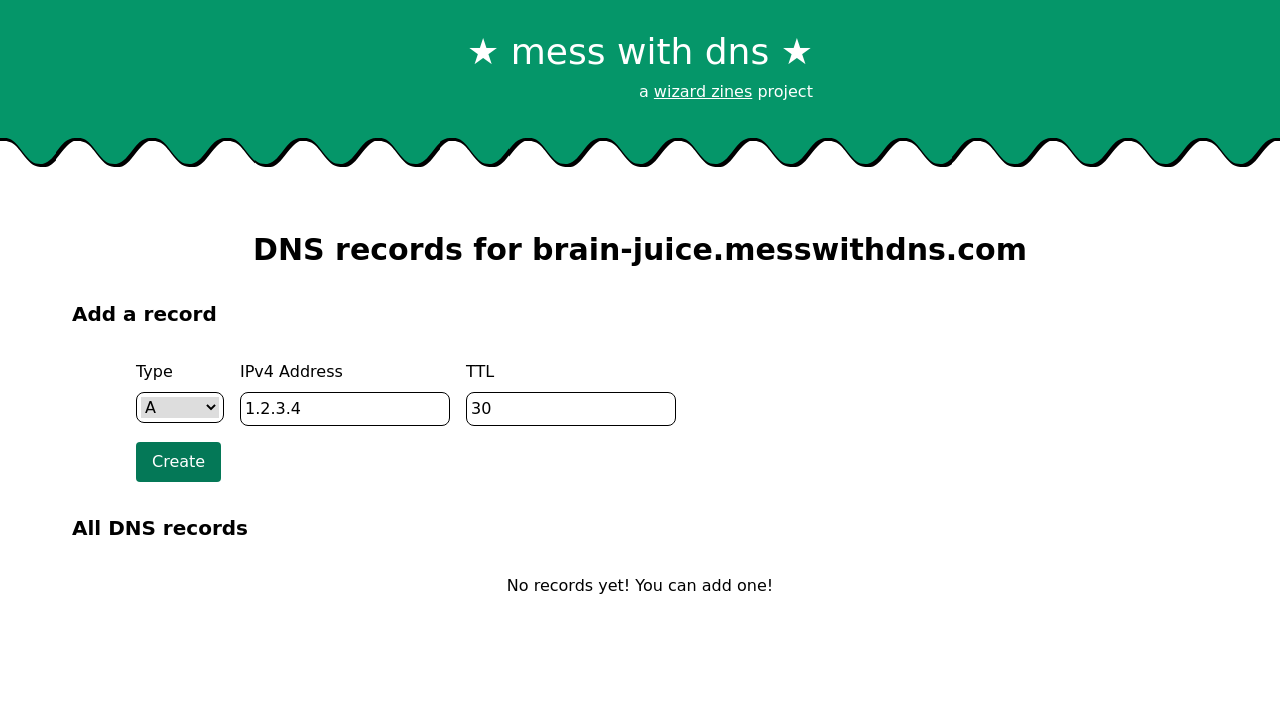 ★ mess with dns ★
a wizard zines project
DNS records for brain-juice.messwithdns.com
Add a record
Type IPv4 Address TTL
A 1.2.3.4 30
Create
All DNS records
No records yet! You can add one!